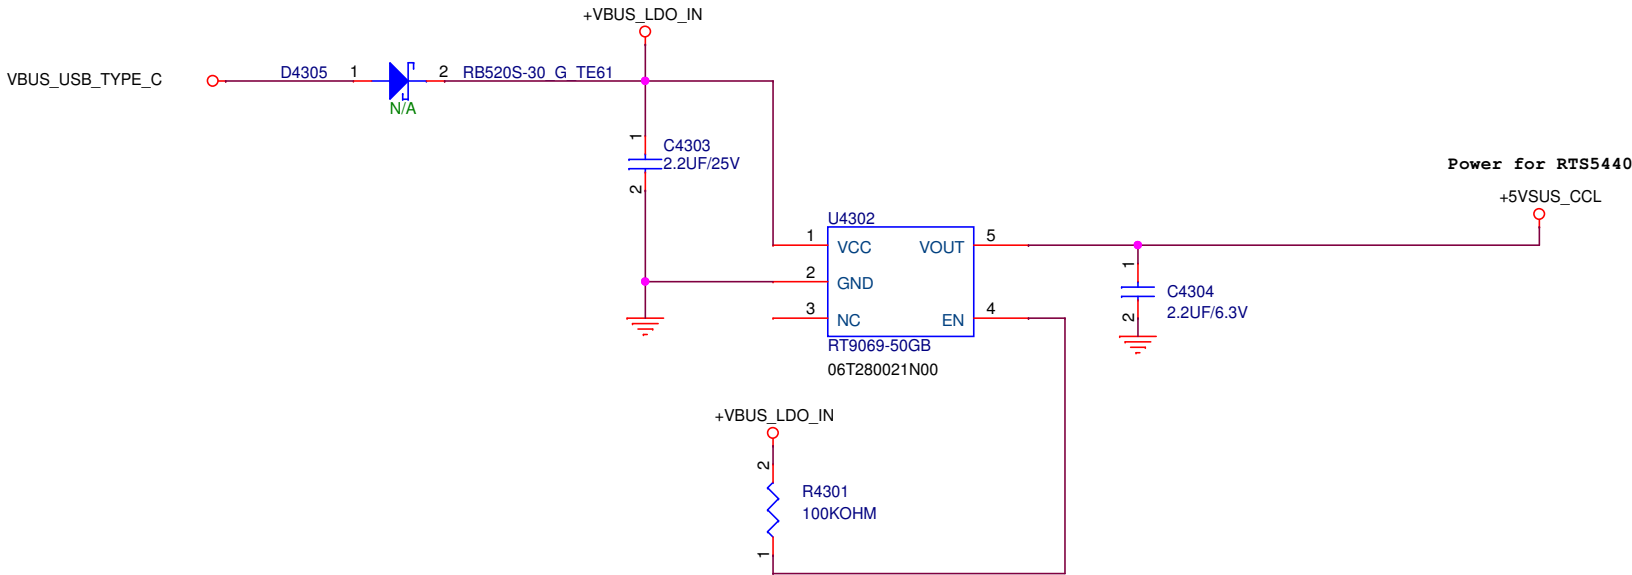 +VBUS_LDO_IN
VBUS_USB_TYPE_C
D4305 1 2 RB520S-30_G_TE61
N/A
1
C4303
2.2UF/25V
2
Power for RTS5440
+5VSUS_CCL
U4302
1 VCC VOUT 5
2 GND
3 NC EN 4
RT9069-50GB
06T280021N00
1
C4304
2.2UF/6.3V
2
+VBUS_LDO_IN
2
R4301
100KOHM
1